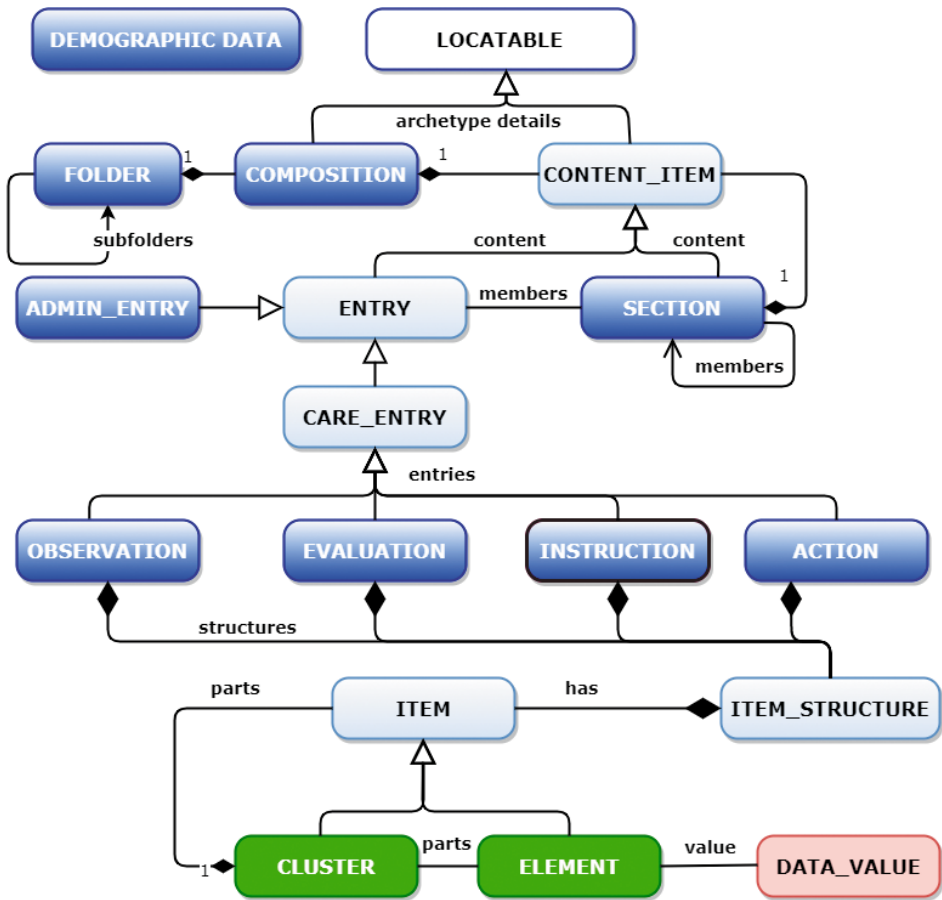 DEMOGRAPHIC DATA
LOCATABLE
archetype details
FOLDER
1
COMPOSITION
1
CONTENT_ITEM
subfolders
content
content
ADMIN_ENTRY
ENTRY
members
SECTION
1
members
CARE_ENTRY
entries
OBSERVATION
EVALUATION
INSTRUCTION
ACTION
structures
parts
ITEM
has
ITEM_STRUCTURE
1
CLUSTER
parts
ELEMENT
value
DATA_VALUE